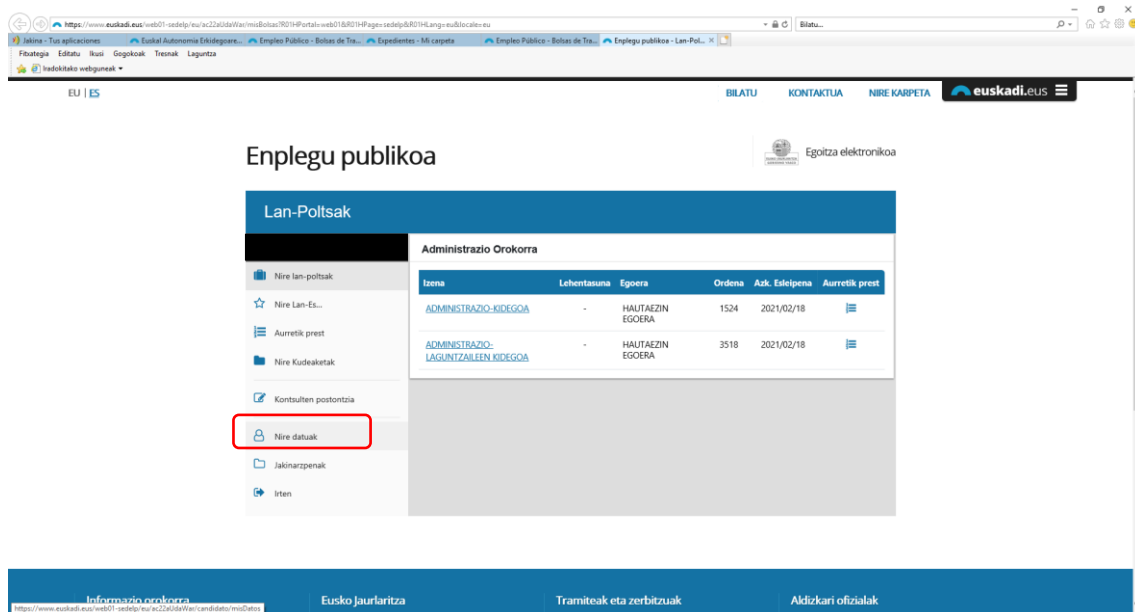 https://www.euskadi.eus/web01-sedelp/eu/ac22aUdaWar/misBolsas?R01HPortal=web01&R01HPage=sedelp&R01HLang=eu&locale=eu
Bilatu...
Jakina - Tus aplicaciones
Euskal Autonomia Erkidegoare...
Empleo Público - Bolsas de Tra...
Expedientes - Mi carpeta
Empleo Público - Bolsas de Tra...
Enplegu publikoa - Lan-Pol...
Fitxategia Editatu Ikusi Gogokoak Tresnak Laguntza
Iradokitako webguneak
EU | ES
BILATU KONTAKTUA NIRE KARPETA euskadi.eus
Enplegu publikoa
Egoitza elektronikoa
Lan-Poltsak
Nire lan-poltsak
Nire Lan-Es...
Aurretik prest
Nire Kudeaketak
Kontsulten postontzia
Nire datuak
Jakinarzpenak
Irten
Administrazio Orokorra
Izena Lehentasuna Egoera Ordena Azk. Esleipena Aurretik prest
ADMINISTRAZIO-KIDEGOA - HAUTAEZIN EGOERA 1524 2021/02/18
ADMINISTRAZIO-LAGUNTZAILEEN KIDEGOA - HAUTAEZIN EGOERA 3518 2021/02/18
Informazio orokorra Eusko Jaurlaritza Tramiteak eta zerbitzuak Aldizkari ofizialak
https://www.euskadi.eus/web01-sedelp/eu/ac22aUdaWar/candidato/misDatos